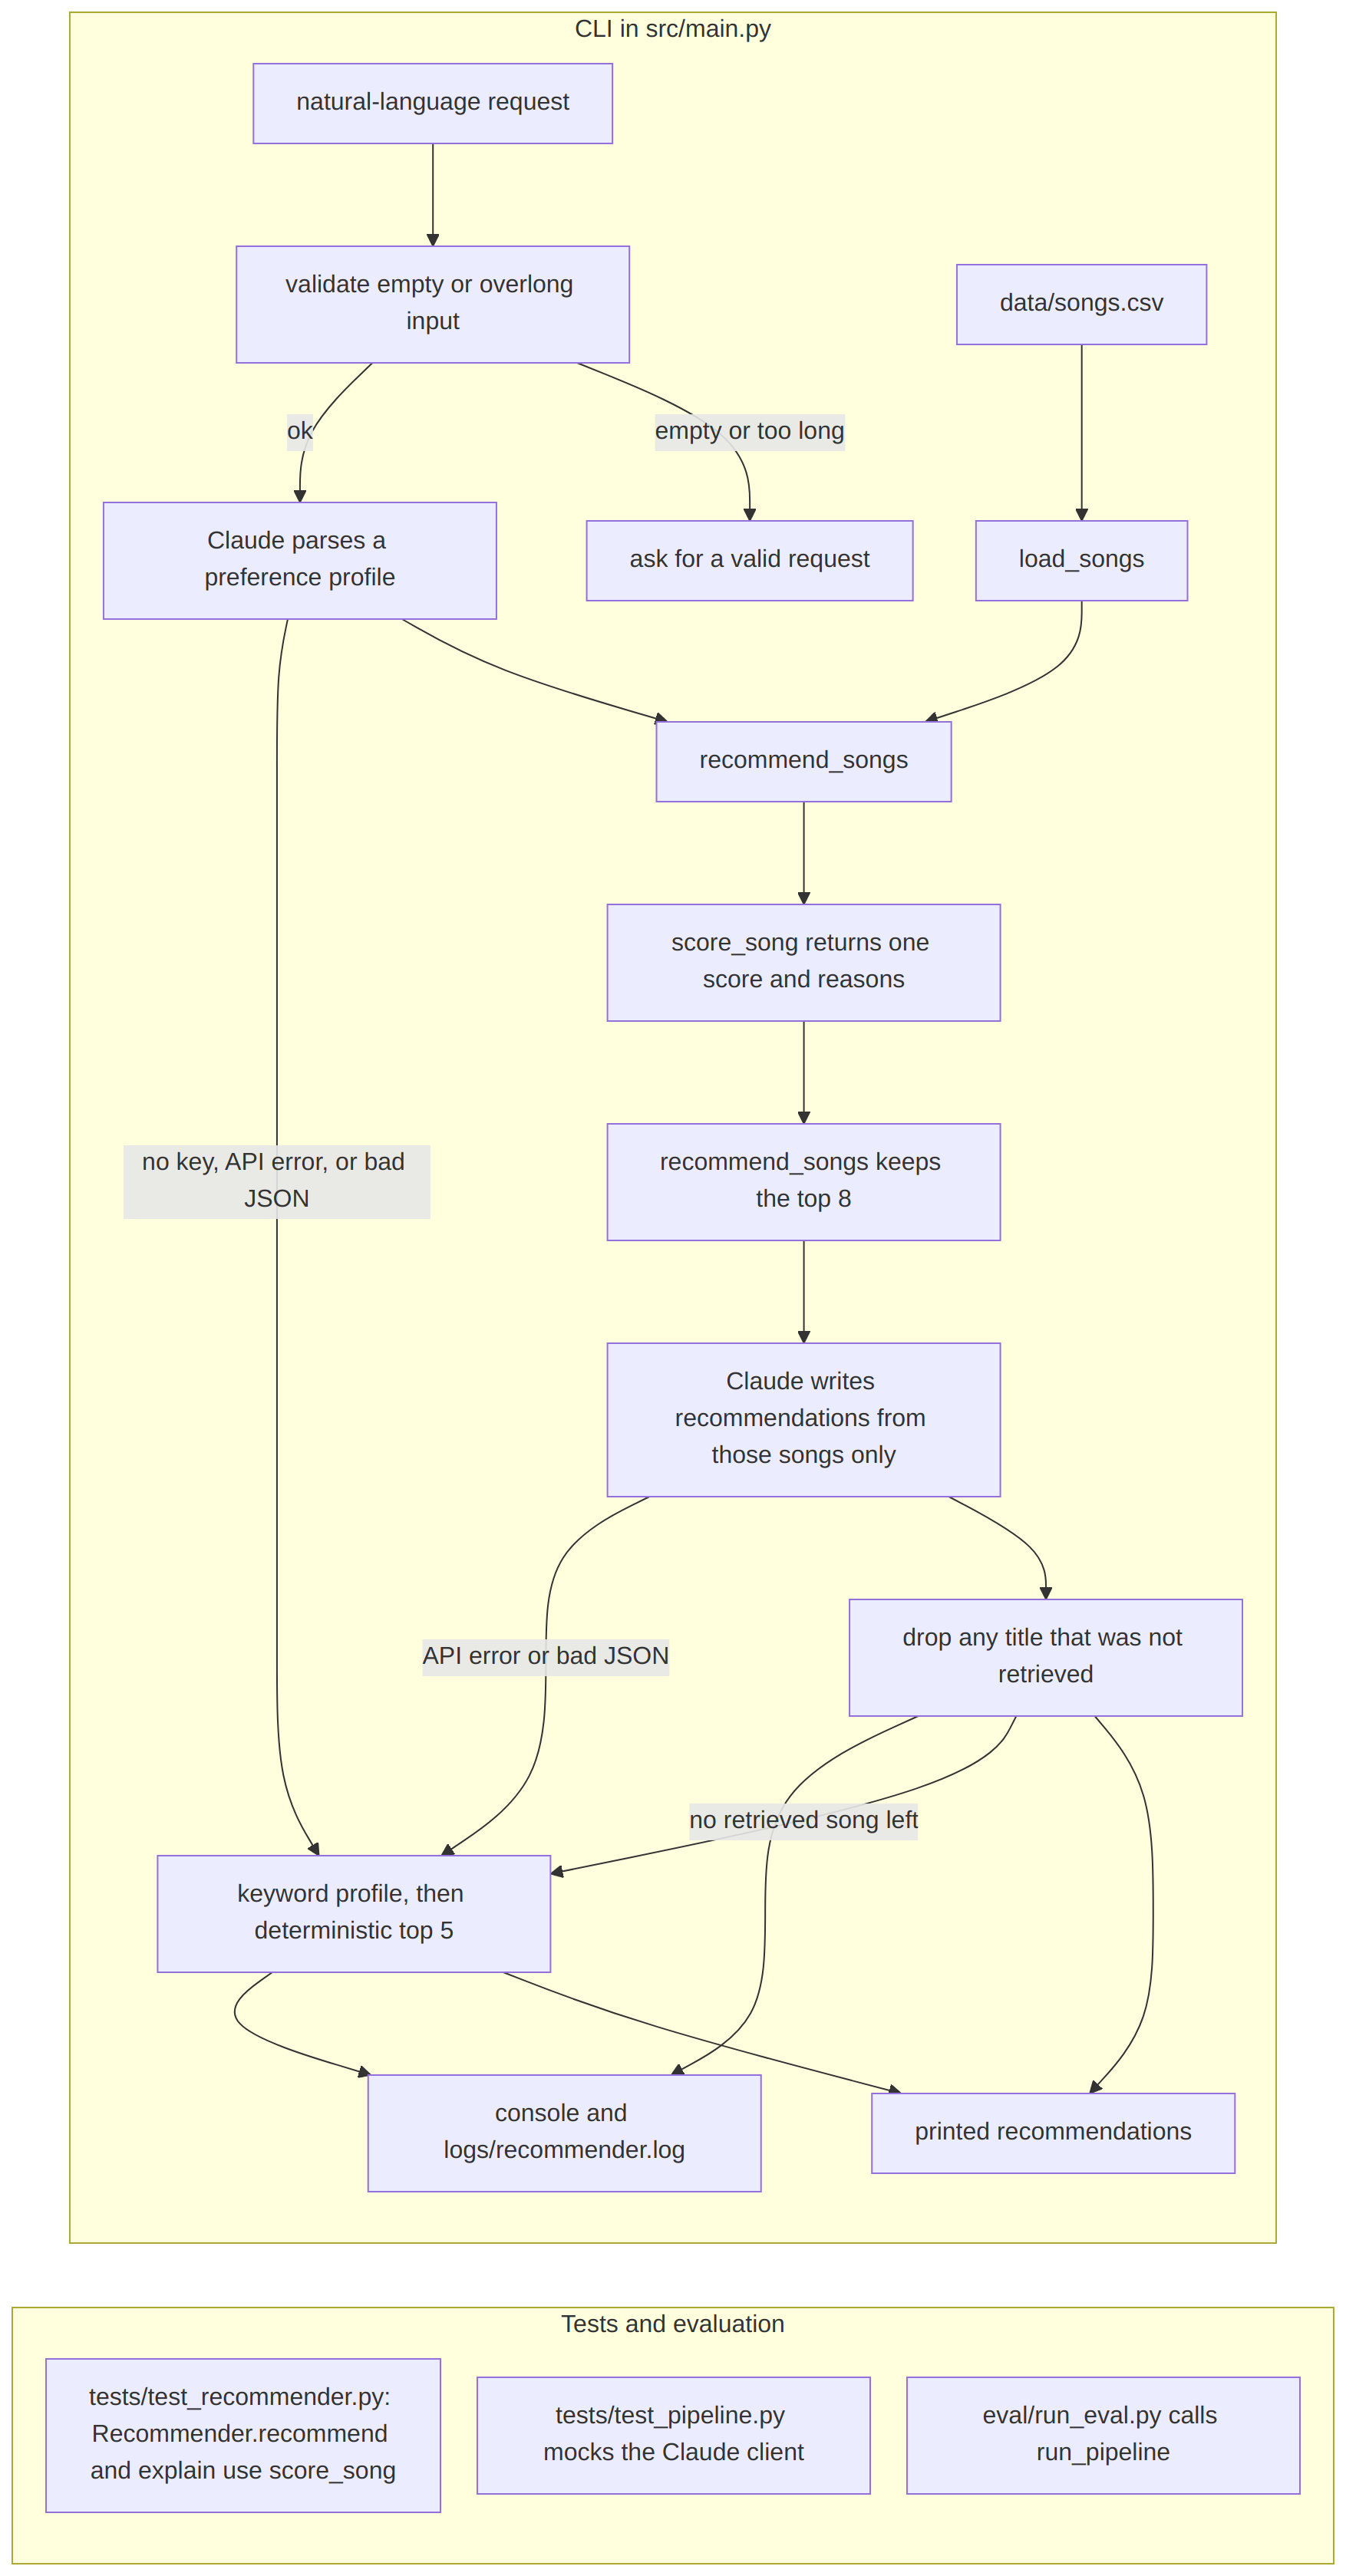 CLI in src/main.py
natural-language request
validate empty or overlong
input
data/songs.csv
ok
empty or too long
Claude parses a
preference profile
ask for a valid request
load_songs
recommend_songs
score_song returns one
score and reasons
no key, API error, or bad
JSON
recommend_songs keeps
the top 8
Claude writes
recommendations from
those songs only
drop any title that was not
retrieved
API error or bad JSON
no retrieved song left
keyword profile, then
deterministic top 5
console and
logs/recommender.log
printed recommendations
Tests and evaluation
tests/test_recommender.py:
Recommender.recommend
and explain use score_song
tests/test_pipeline.py
mocks the Claude client
eval/run_eval.py calls
run_pipeline